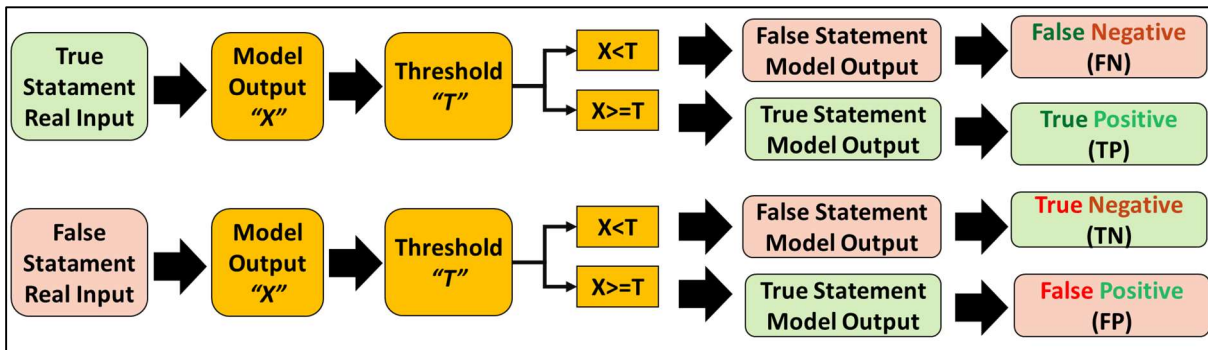 True
Statament
Real Input
Model
Output
“X”
Threshold
“T”
X<T
X>=T
False Statement
Model Output
True Statement
Model Output
False Negative
(FN)
True Positive
(TP)
False
Statament
Real Input
Model
Output
“X”
Threshold
“T”
X<T
X>=T
False Statement
Model Output
True Statement
Model Output
True Negative
(TN)
False Positive
(FP)